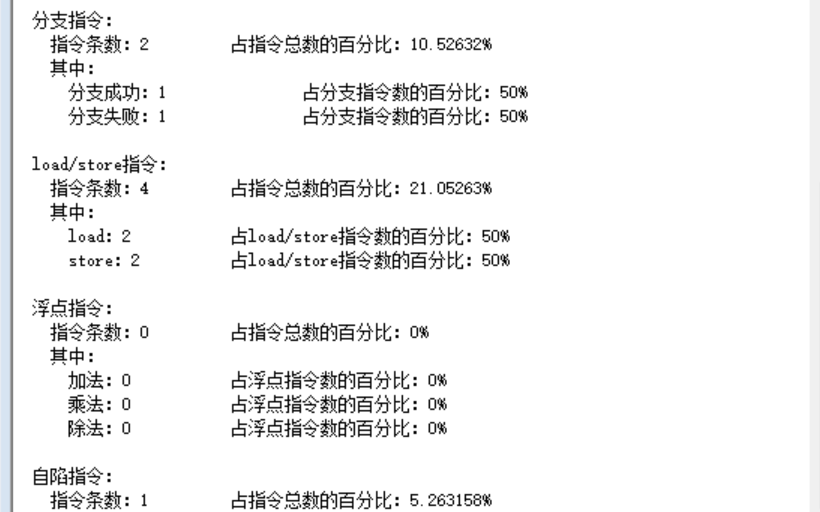 分支指令：
指令条数：2 占指令总数的百分比：10.52632%
其中：
分支成功：1 占分支指令数的百分比：50%
分支失败：1 占分支指令数的百分比：50%
load/store指令：
指令条数：4 占指令总数的百分比：21.05263%
其中：
load：2 占load/store指令数的百分比：50%
store：2 占load/store指令数的百分比：50%
浮点指令：
指令条数：0 占指令总数的百分比：0%
其中：
加法：0 占浮点指令数的百分比：0%
乘法：0 占浮点指令数的百分比：0%
除法：0 占浮点指令数的百分比：0%
自陷指令：
指令条数：1 占指令总数的百分比：5.263158%